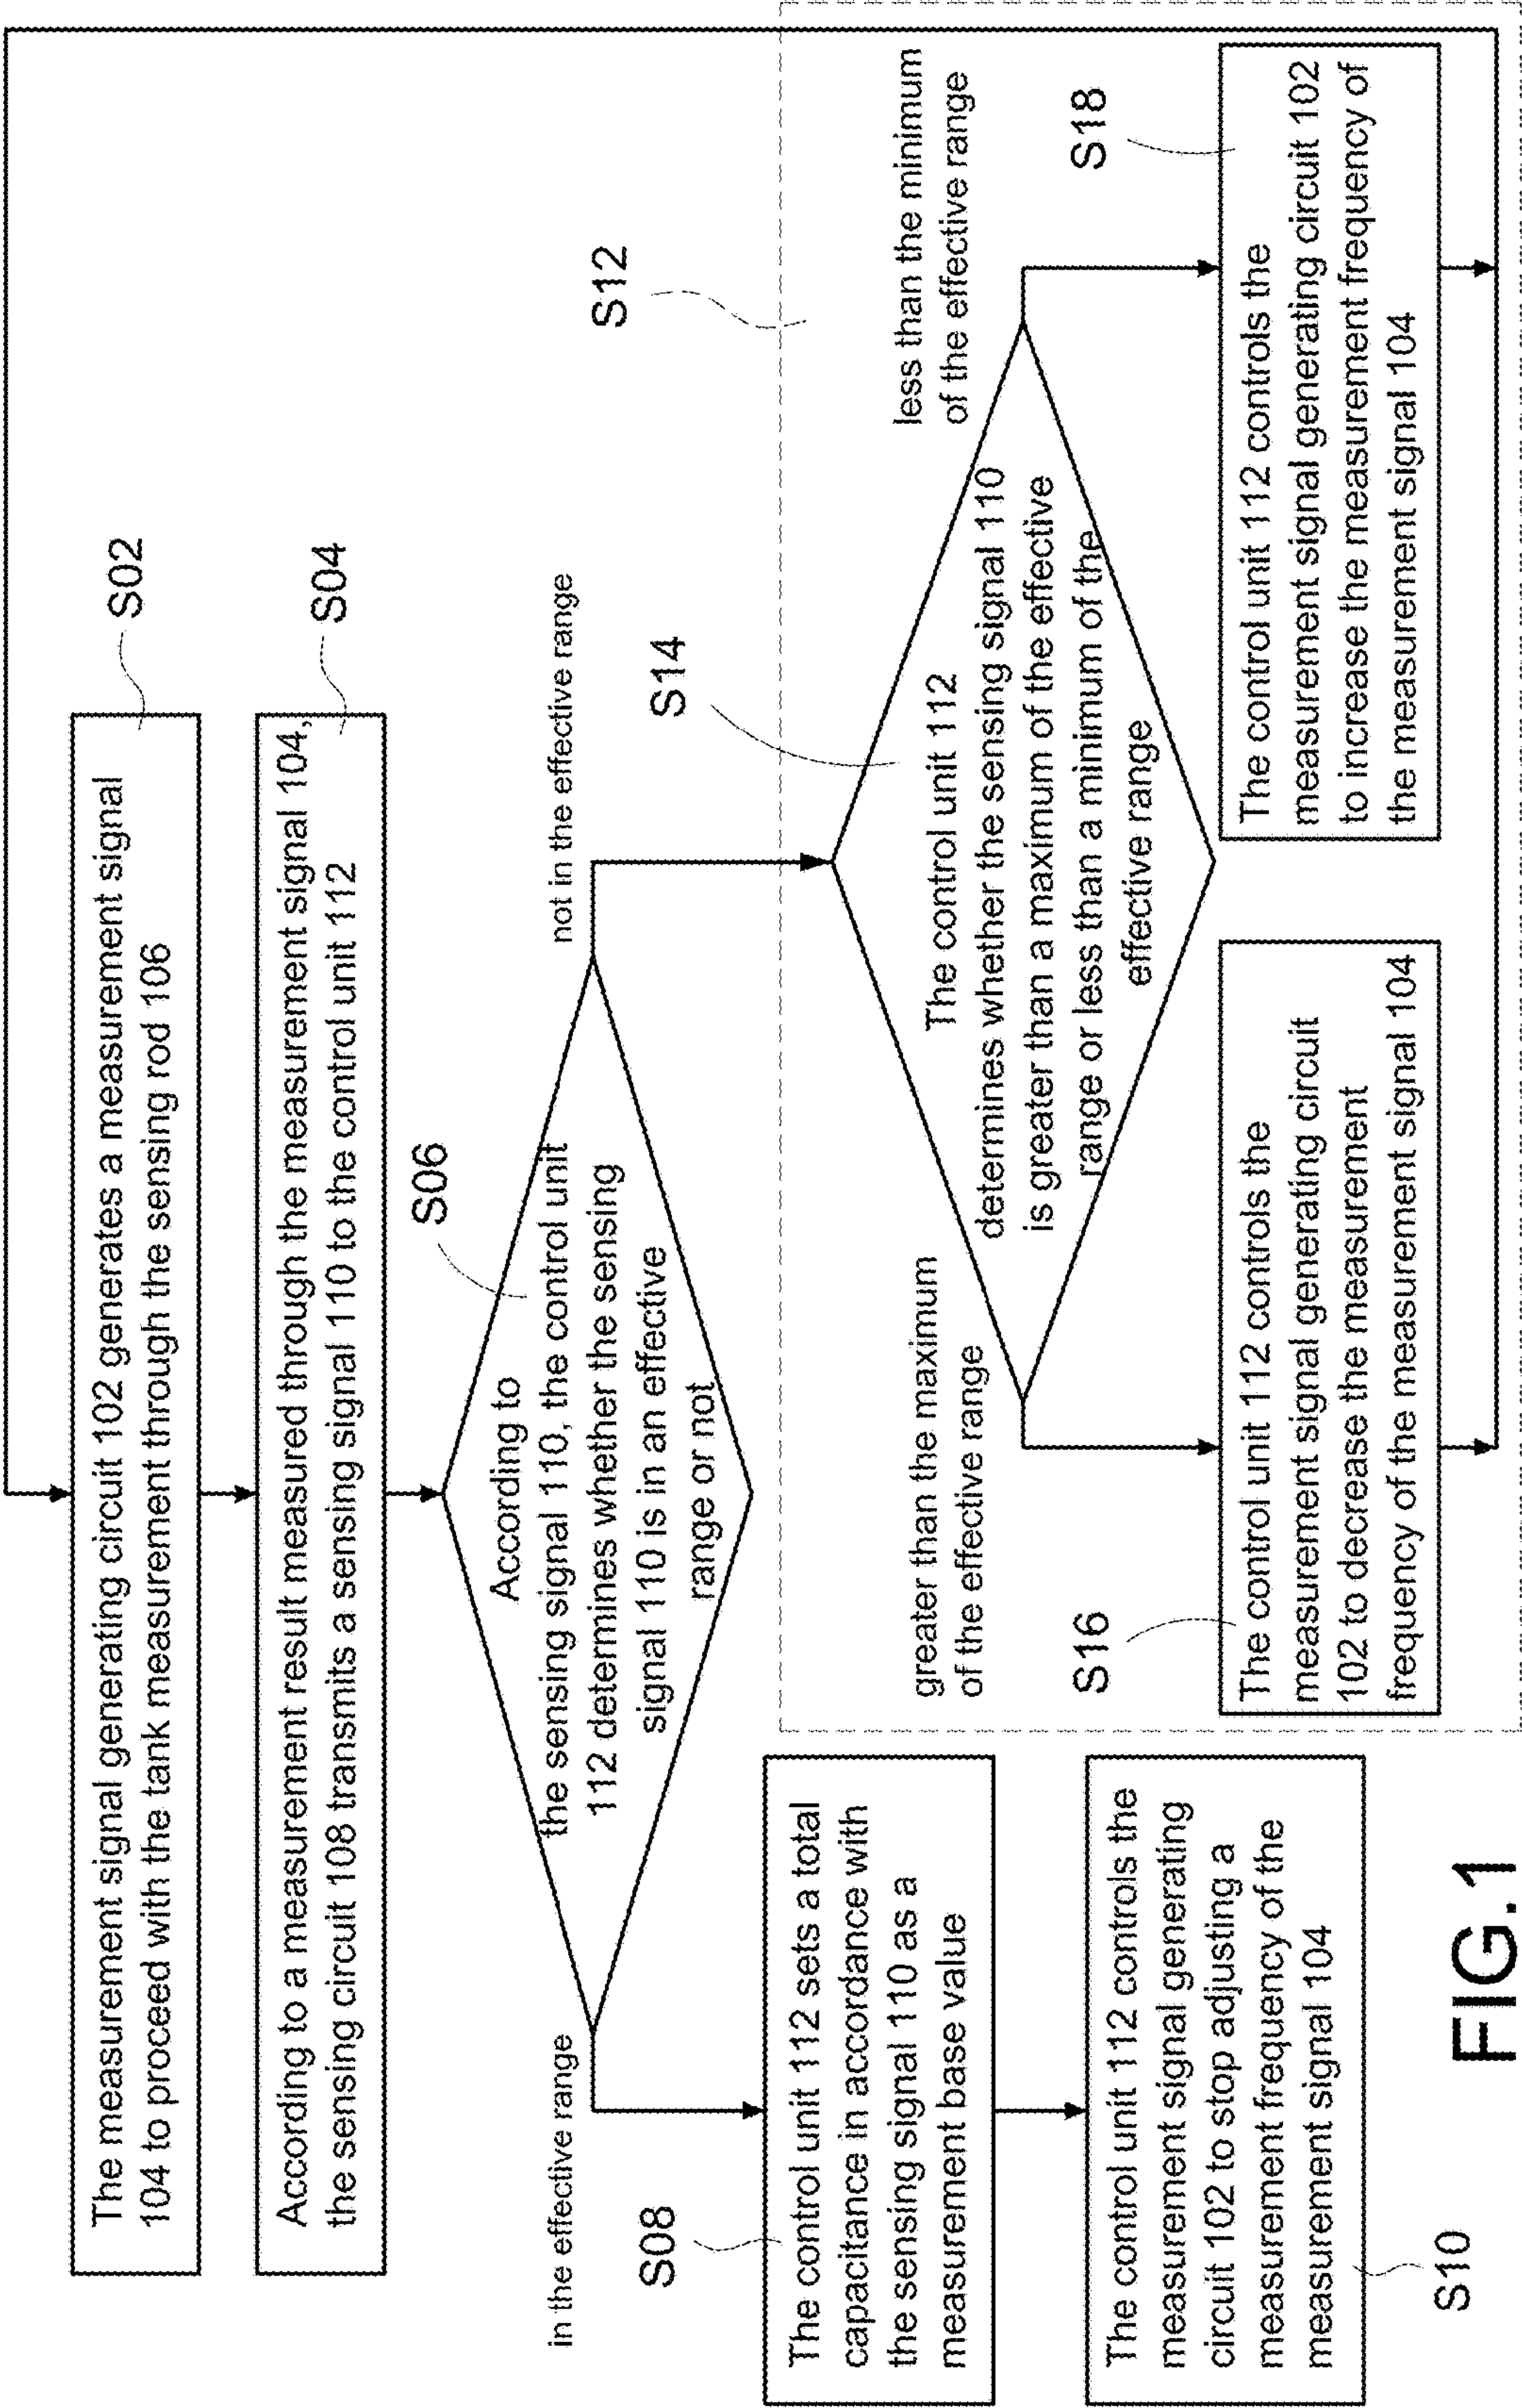 The measurement signal generating circuit 102 generates a measurement signal
104 to proceed with the tank measurement through the sensing rod 106
S02
According to a measurement result measured through the measurement signal 104,
the sensing circuit 108 transmits a sensing signal 110 to the control unit 112
S04
According to
the sensing signal 110, the control unit
112 determines whether the sensing
signal 110 is in an effective
range or not
S06
in the effective range
not in the effective range
S08
The control unit 112 sets a total
capacitance in accordance with
the sensing signal 110 as a
measurement base value
The control unit 112 controls the
measurement signal generating
circuit 102 to stop adjusting a
measurement frequency of the
measurement signal 104
S10
S12
S14
The control unit 112
determines whether the sensing signal 110
is greater than a maximum of the effective
range or less than a minimum of the
effective range
greater than the maximum
of the effective range
less than the minimum
of the effective range
S16
The control unit 112 controls the
measurement signal generating circuit
102 to decrease the measurement
frequency of the measurement signal 104
S18
The control unit 112 controls the
measurement signal generating circuit 102
to increase the measurement frequency of
the measurement signal 104
FIG.1